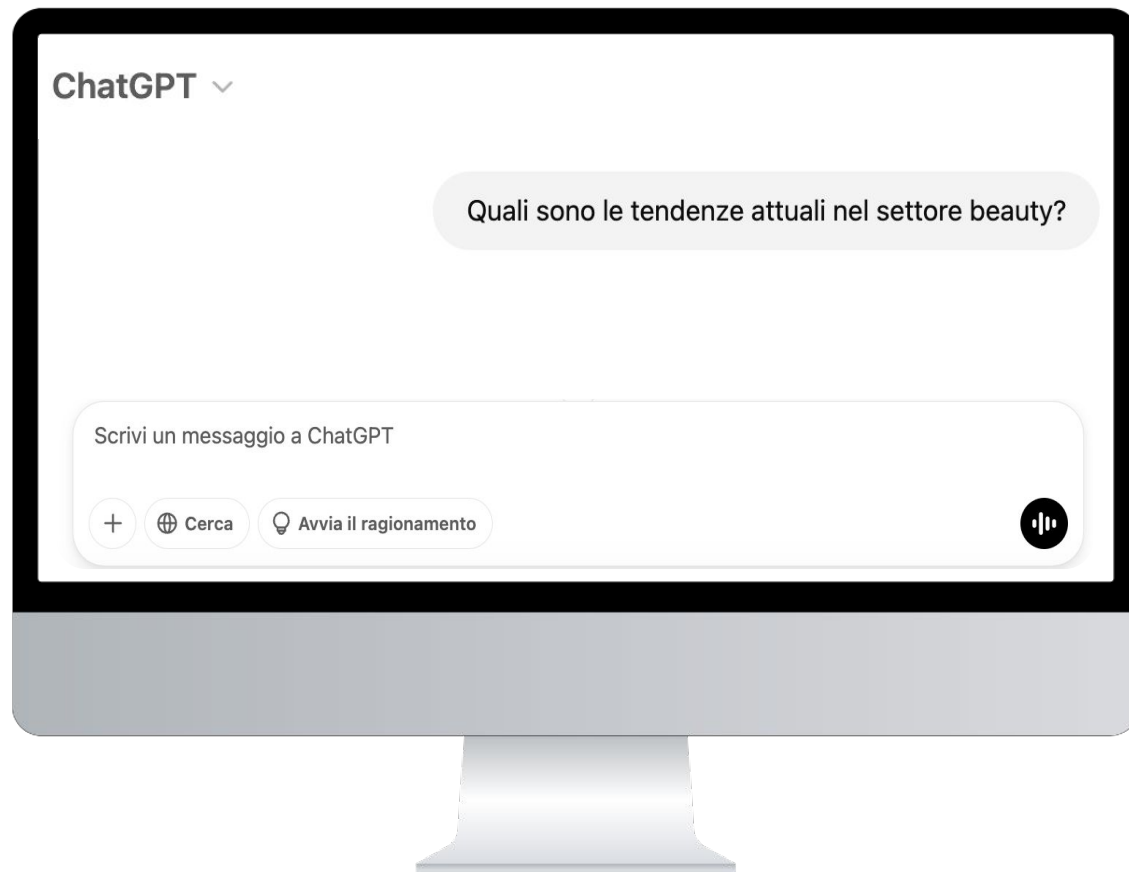 ChatGPT
Quali sono le tendenze attuali nel settore beauty?
Scrivi un messaggio a ChatGPT
Cerca Avvia il ragionamento